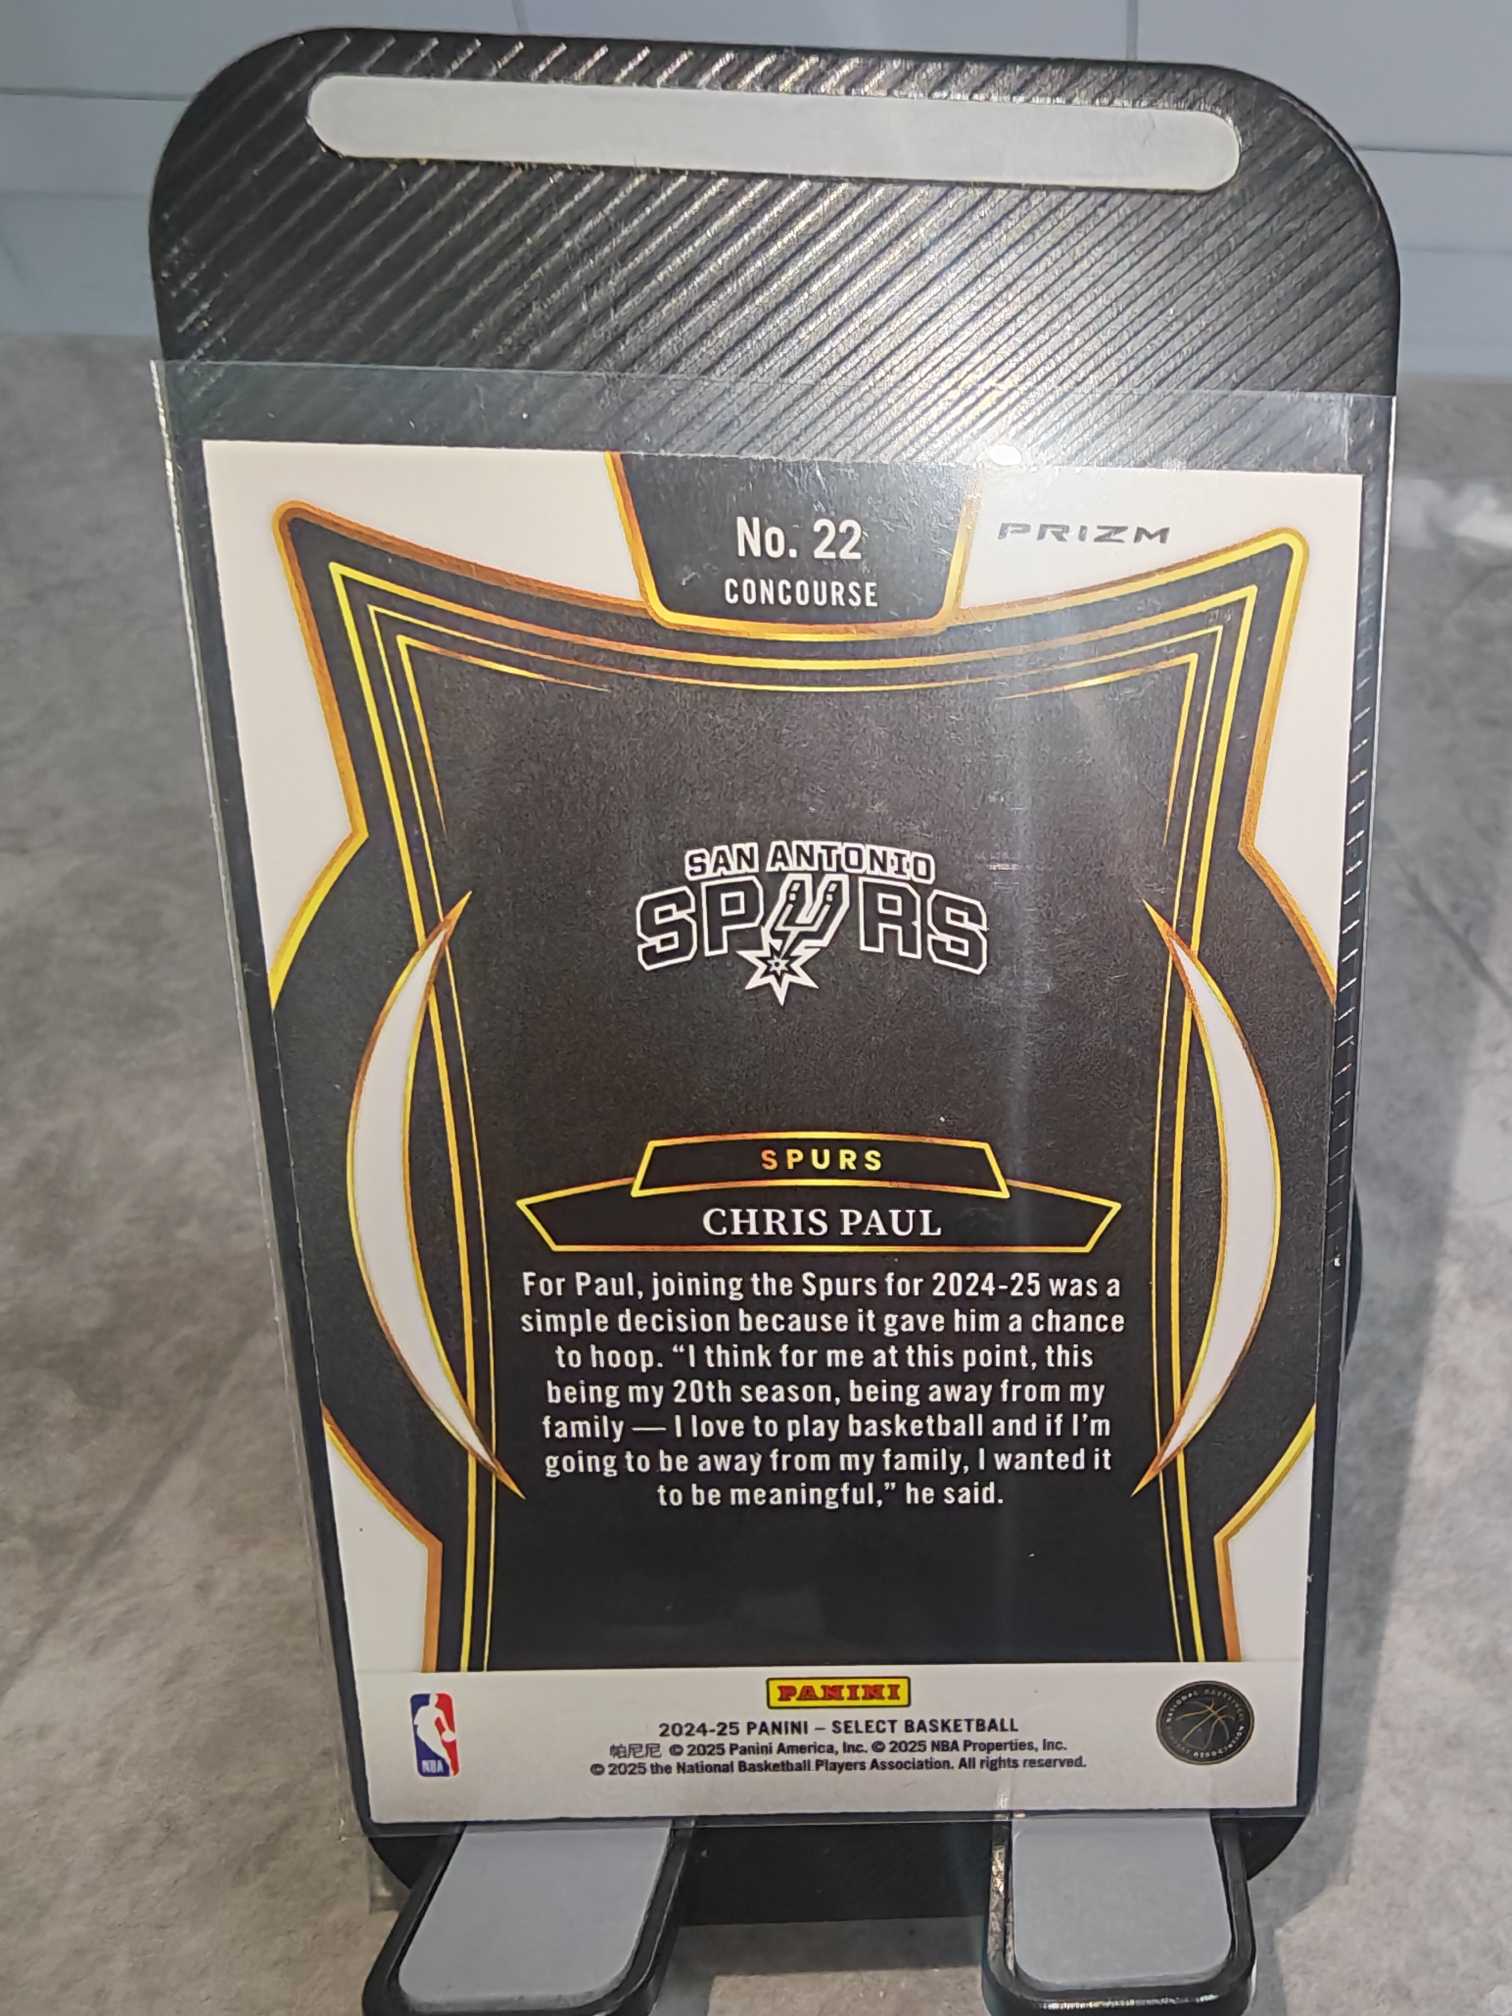 No. 22
PRIZM
CONCOURSE
SAN ANTONIO
SPURS
SPURS
CHRIS PAUL
For Paul, joining the Spurs for 2024-25 was a
simple decision because it gave him a chance
to hoop. “I think for me at this point, this
being my 20th season, being away from my
family — I love to play basketball and if I’m
going to be away from my family, I wanted it
to be meaningful,” he said.
PANINI
2024-25 PANINI – SELECT BASKETBALL
帕尼尼 © 2025 Panini America, Inc. © 2025 NBA Properties, Inc.
© 2025 the National Basketball Players Association. All rights reserved.
NBA